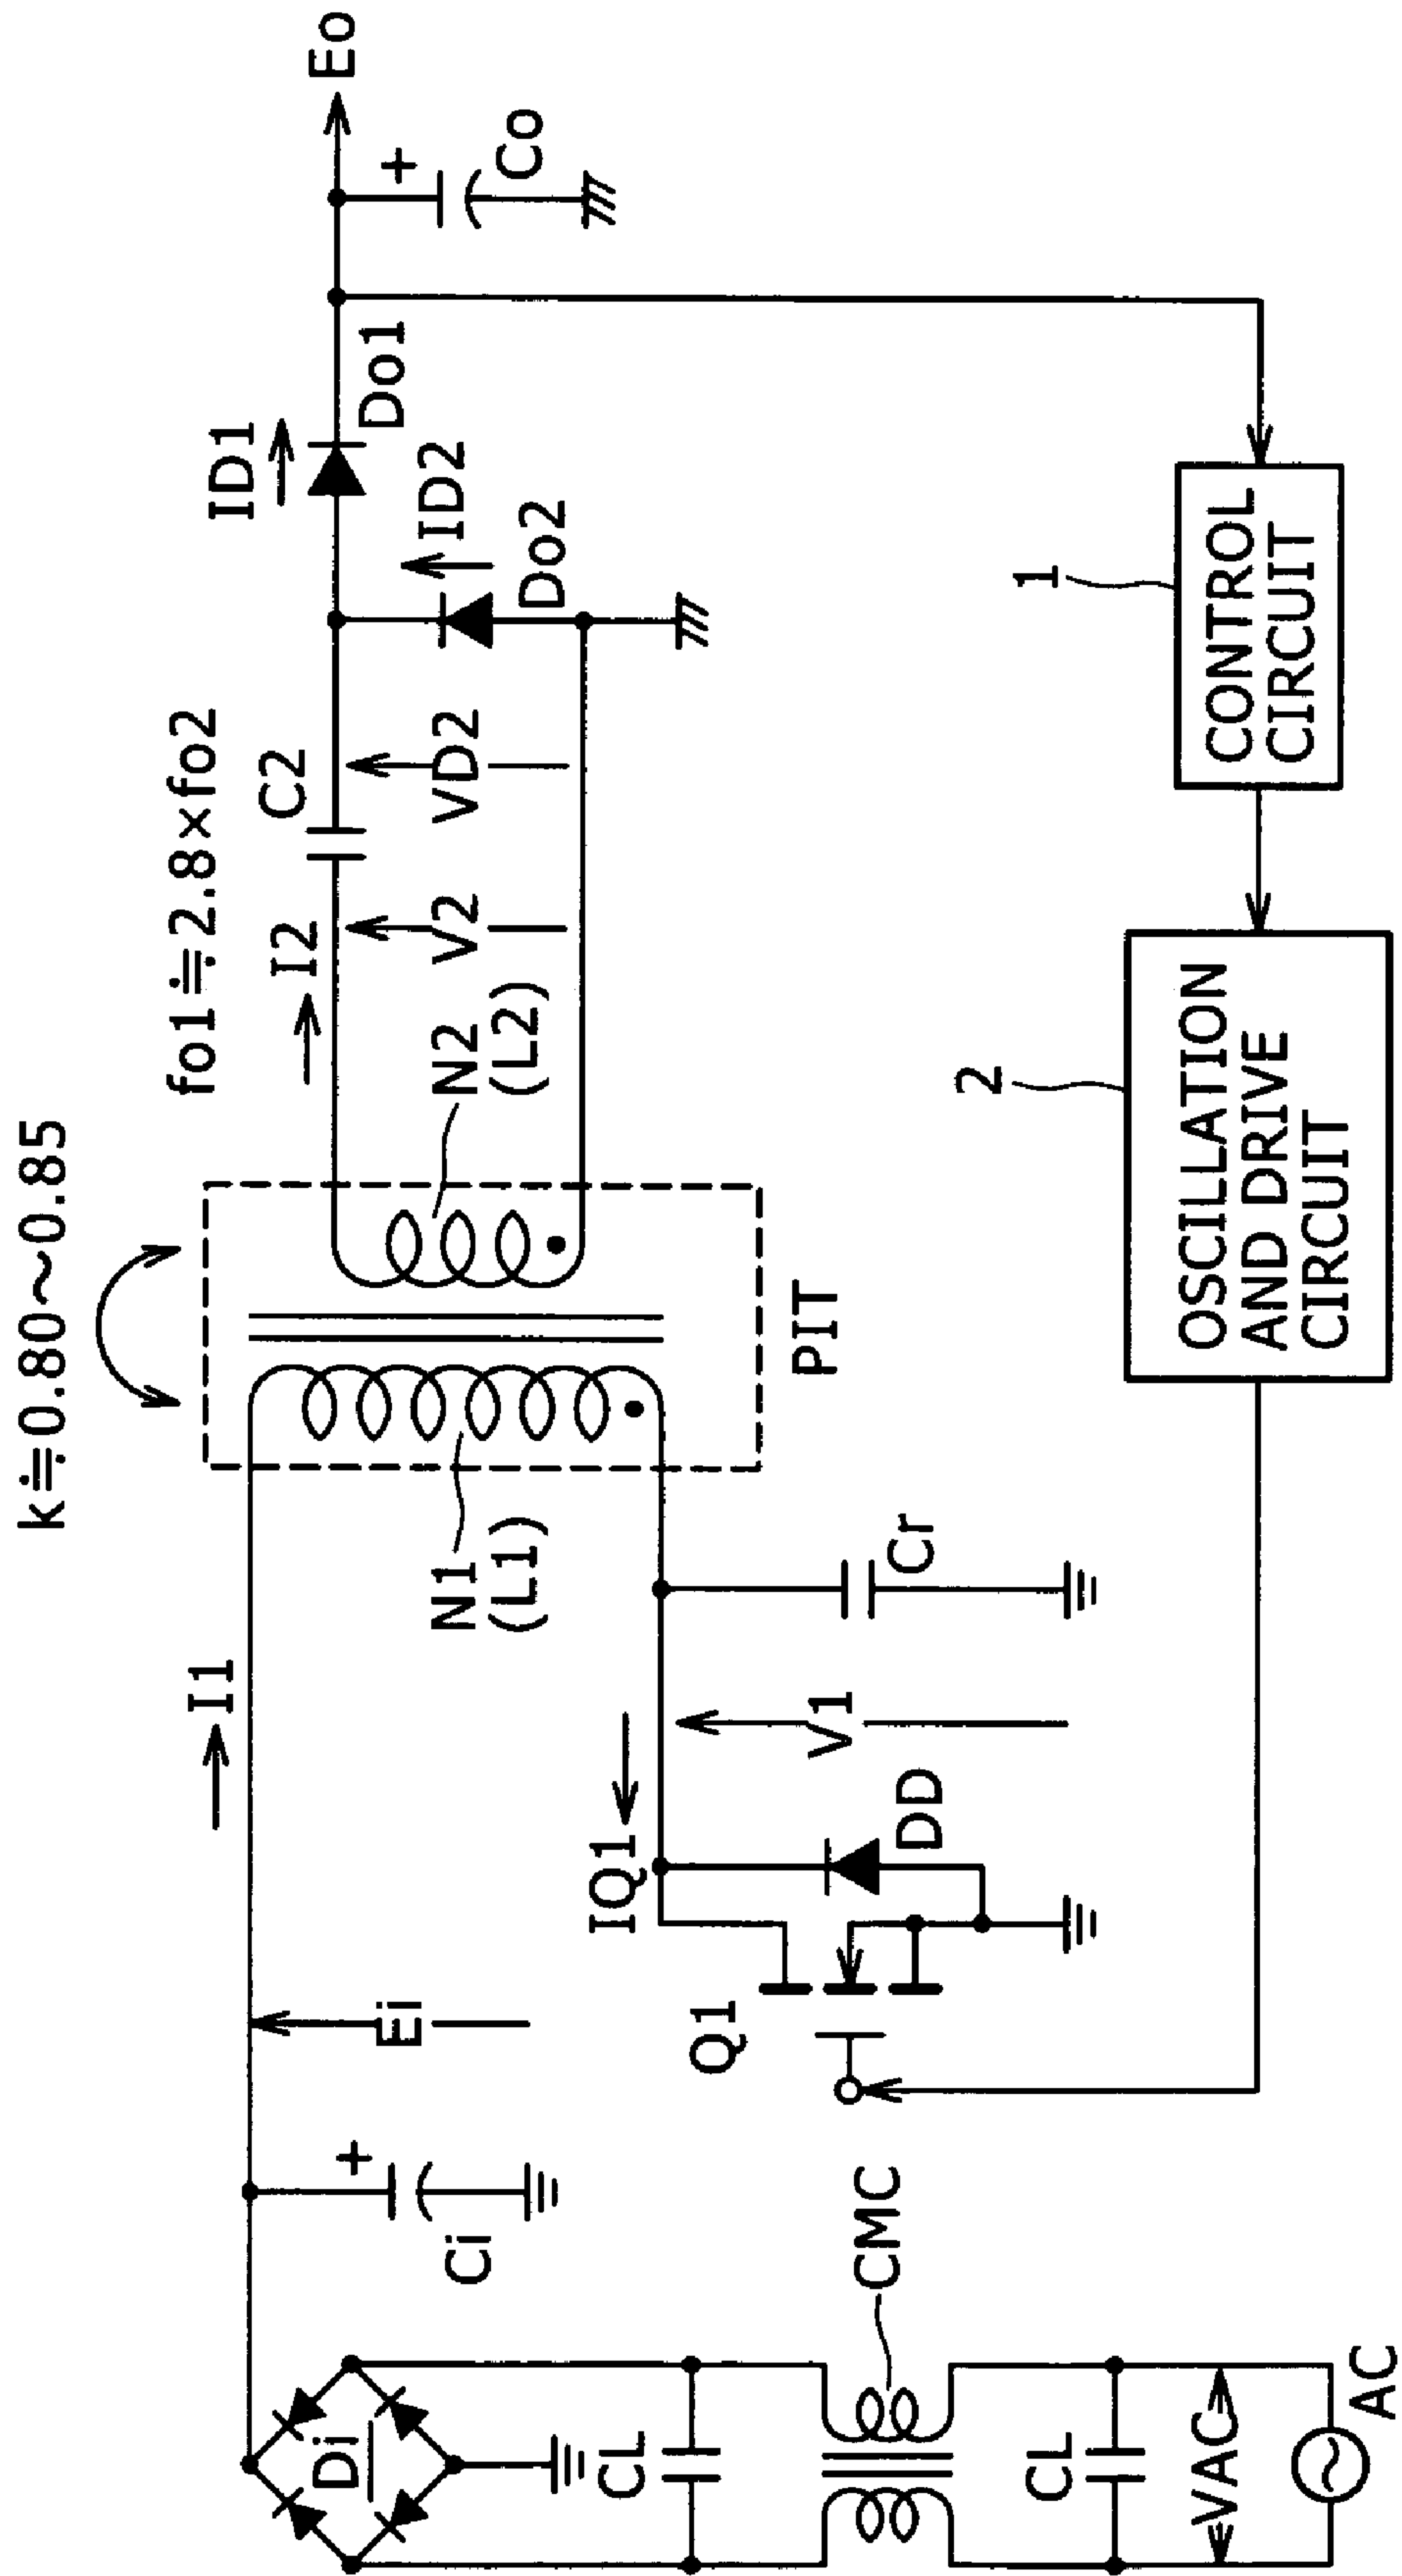 k≒0.80～0.85
fo1≒2.8×fo2
I1
I2
C2
ID1
Do1
Eo
+
Co
Ei
+
Ci
N1
(L1)
N2
(L2)
V2
VD2
ID2
Do2
IQ1
V1
Cr
PIT
Q1
DD
Di
CL
CMC
CL
VAC
AC
1
CONTROL
CIRCUIT
2
OSCILLATION
AND DRIVE
CIRCUIT